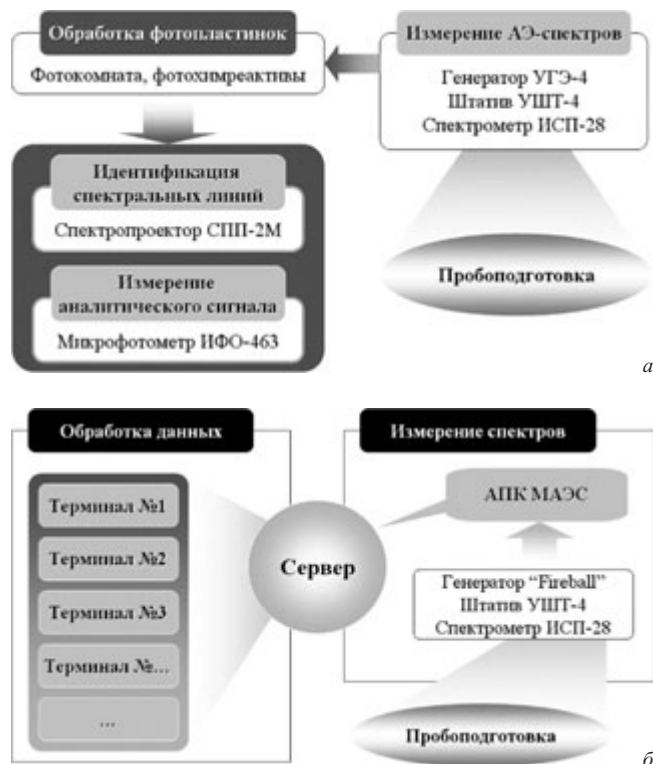 Обработка фотопластинок
Фотокомната, фотохимреактивы
Измерение АЭ-спектров
Генератор УГЭ-4
Штатив УШТ-4
Спектрометр ИСП-28
Идентификация
спектральных линий
Спектропроектор СПП-2М
Измерение
аналитического сигнала
Микрофотометр ИФО-463
Пробоподготовка
а
Обработка данных
Терминал №1
Терминал №2
Терминал №3
Терминал №...
...
Сервер
Измерение спектров
АПК МАЭС
Генератор “Fireball”
Штатив УШТ-4
Спектрометр ИСП-28
Пробоподготовка
б